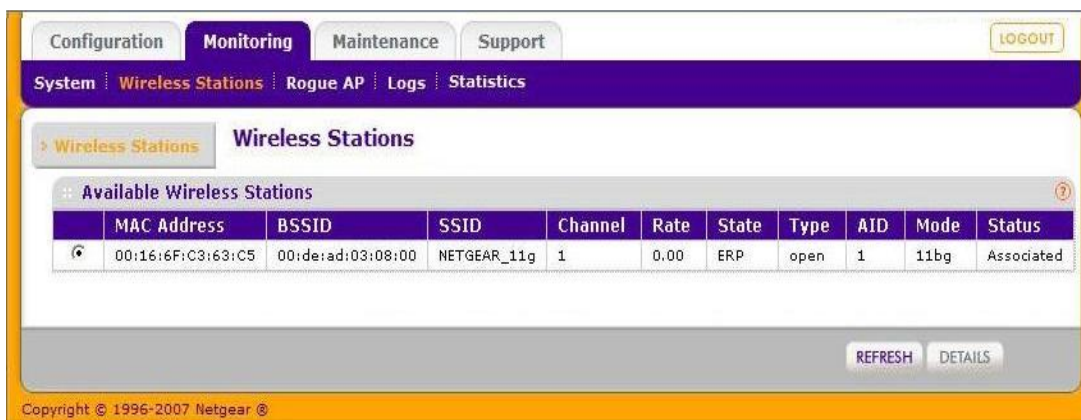 Configuration Monitoring Maintenance Support LOGOUT
System Wireless Stations Rogue AP Logs Statistics
> Wireless Stations Wireless Stations
Available Wireless Stations ?
MAC Address BSSID SSID Channel Rate State Type AID Mode Status
00:16:6F:C3:63:C5 00:de:ad:03:08:00 NETGEAR_11g 1 0.00 ERP open 1 11bg Associated
REFRESH DETAILS
Copyright © 1996-2007 Netgear ®